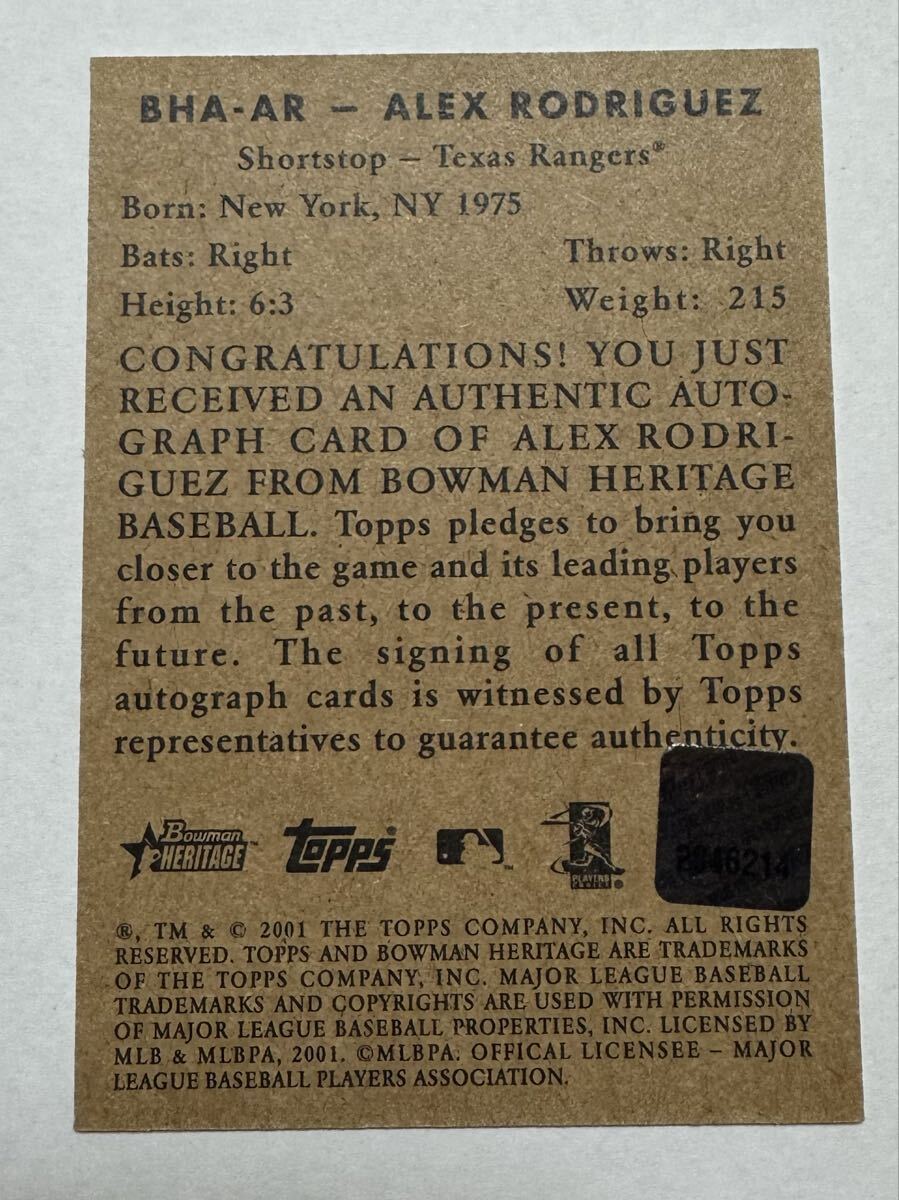 BHA-AR – ALEX RODRIGUEZ
Shortstop – Texas Rangers®
Born: New York, NY 1975
Bats: Right Throws: Right
Height: 6:3 Weight: 215
CONGRATULATIONS! YOU JUST
RECEIVED AN AUTHENTIC AUTO-
GRAPH CARD OF ALEX RODRI-
GUEZ FROM BOWMAN HERITAGE
BASEBALL. Topps pledges to bring you
closer to the game and its leading players
from the past, to the present, to the
future. The signing of all Topps
autograph cards is witnessed by Topps
representatives to guarantee authenticity.
Bowman HERITAGE™ Topps® ™ PLAYERS CHOICE
®, TM & © 2001 THE TOPPS COMPANY, INC. ALL RIGHTS
RESERVED. TOPPS AND BOWMAN HERITAGE ARE TRADEMARKS
OF THE TOPPS COMPANY, INC. MAJOR LEAGUE BASEBALL
TRADEMARKS AND COPYRIGHTS ARE USED WITH PERMISSION
OF MAJOR LEAGUE BASEBALL PROPERTIES, INC. LICENSED BY
MLB & MLBPA, 2001. ©MLBPA. OFFICAL LICENSEE – MAJOR
LEAGUE BASEBALL PLAYERS ASSOCIATION.